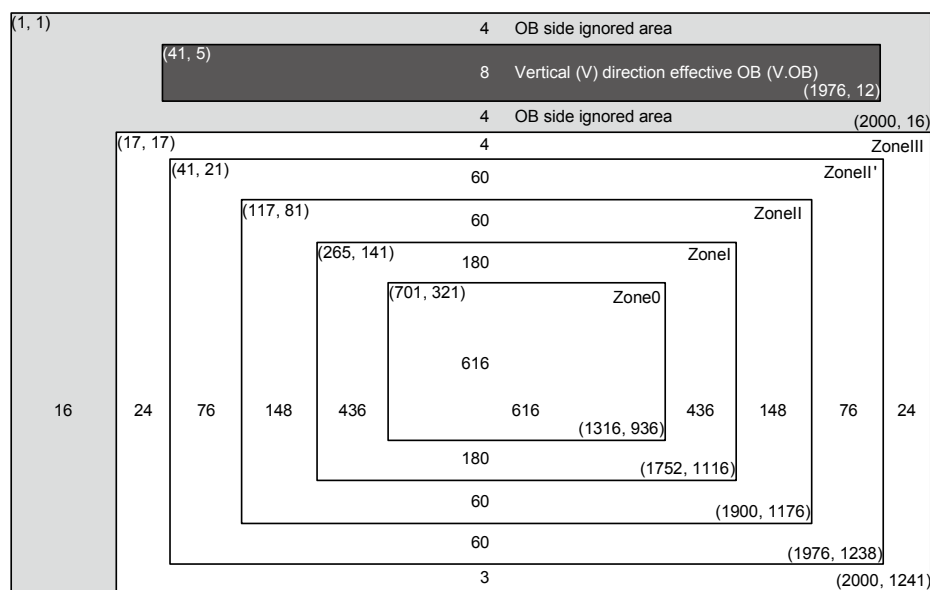 (1, 1)
4 OB side ignored area
(41, 5)
8 Vertical (V) direction effective OB (V.OB)
(1976, 12)
4 OB side ignored area
(2000, 16)
(17, 17)
4
ZoneIII
(41, 21)
60
ZoneII'
(117, 81)
60
ZoneII
(265, 141)
180
ZoneI
(701, 321)
Zone0
616
16 24 76 148 436 616 436 148 76 24
(1316, 936)
180
(1752, 1116)
60
(1900, 1176)
60
(1976, 1238)
3
(2000, 1241)